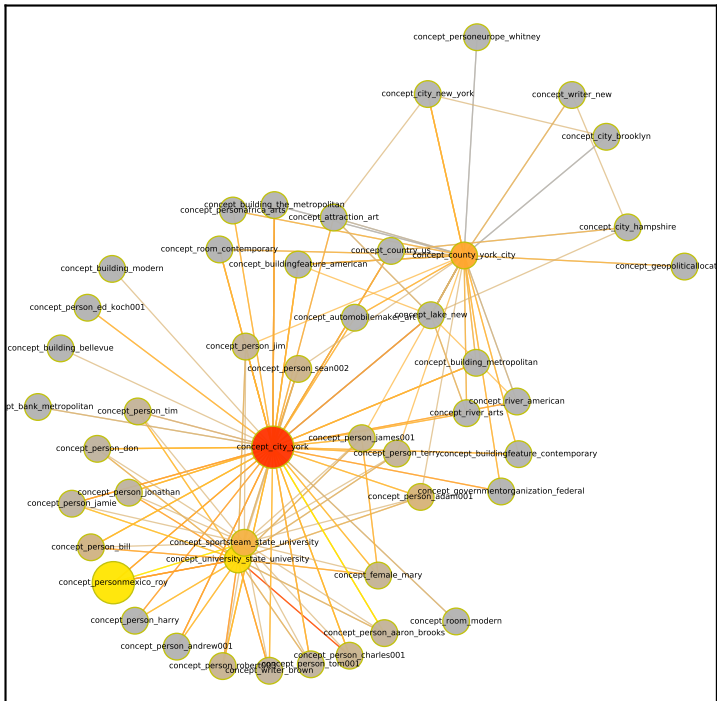 concept_personeurope_whitney
concept_city_new_york
concept_writer_new
concept_city_brooklyn
concept_building_the_metropolitan
concept_personafrica_arts
concept_attraction_art
concept_city_hampshire
concept_room_contemporary
concept_country_us
concept_county_york_city
concept_buildingfeature_american
concept_geopoliticallocat
concept_building_modern
concept_person_ed_koch001
concept_automobilemaker_art
concept_lake_new
concept_building_bellevue
concept_person_jim
concept_building_metropolitan
concept_person_sean002
concept_river_american
pt_bank_metropolitan
concept_person_tim
concept_river_arts
concept_person_james001
concept_city_york
concept_person_don
concept_person_terry
concept_buildingfeature_contemporary
concept_person_jonathan
concept_governmentorganization_federal
concept_person_jamie
concept_person_adam001
concept_sportsteam_state_university
concept_person_bill
concept_university_state_university
concept_female_mary
concept_personmexico_roy
concept_person_harry
concept_room_modern
concept_person_aaron_brooks
concept_person_andrew001
concept_person_charles001
concept_person_tom001
concept_writer_brown